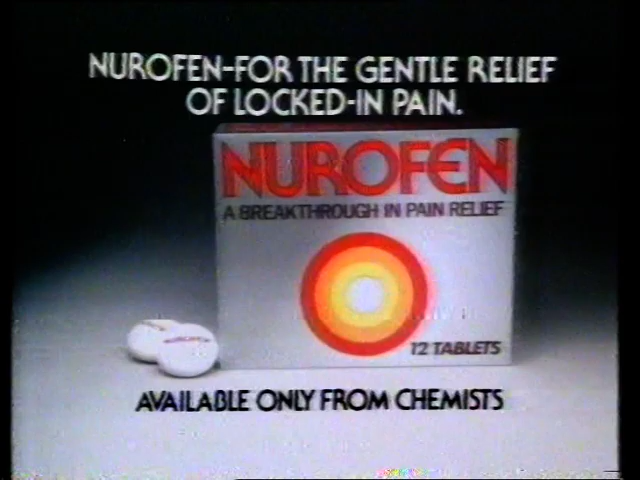 NUROFEN-FOR THE GENTLE RELIEF
OF LOCKED-IN PAIN.
NUROFEN
A BREAKTHROUGH IN PAIN RELIEF
12 TABLETS
NUROFEN
AVAILABLE ONLY FROM CHEMISTS